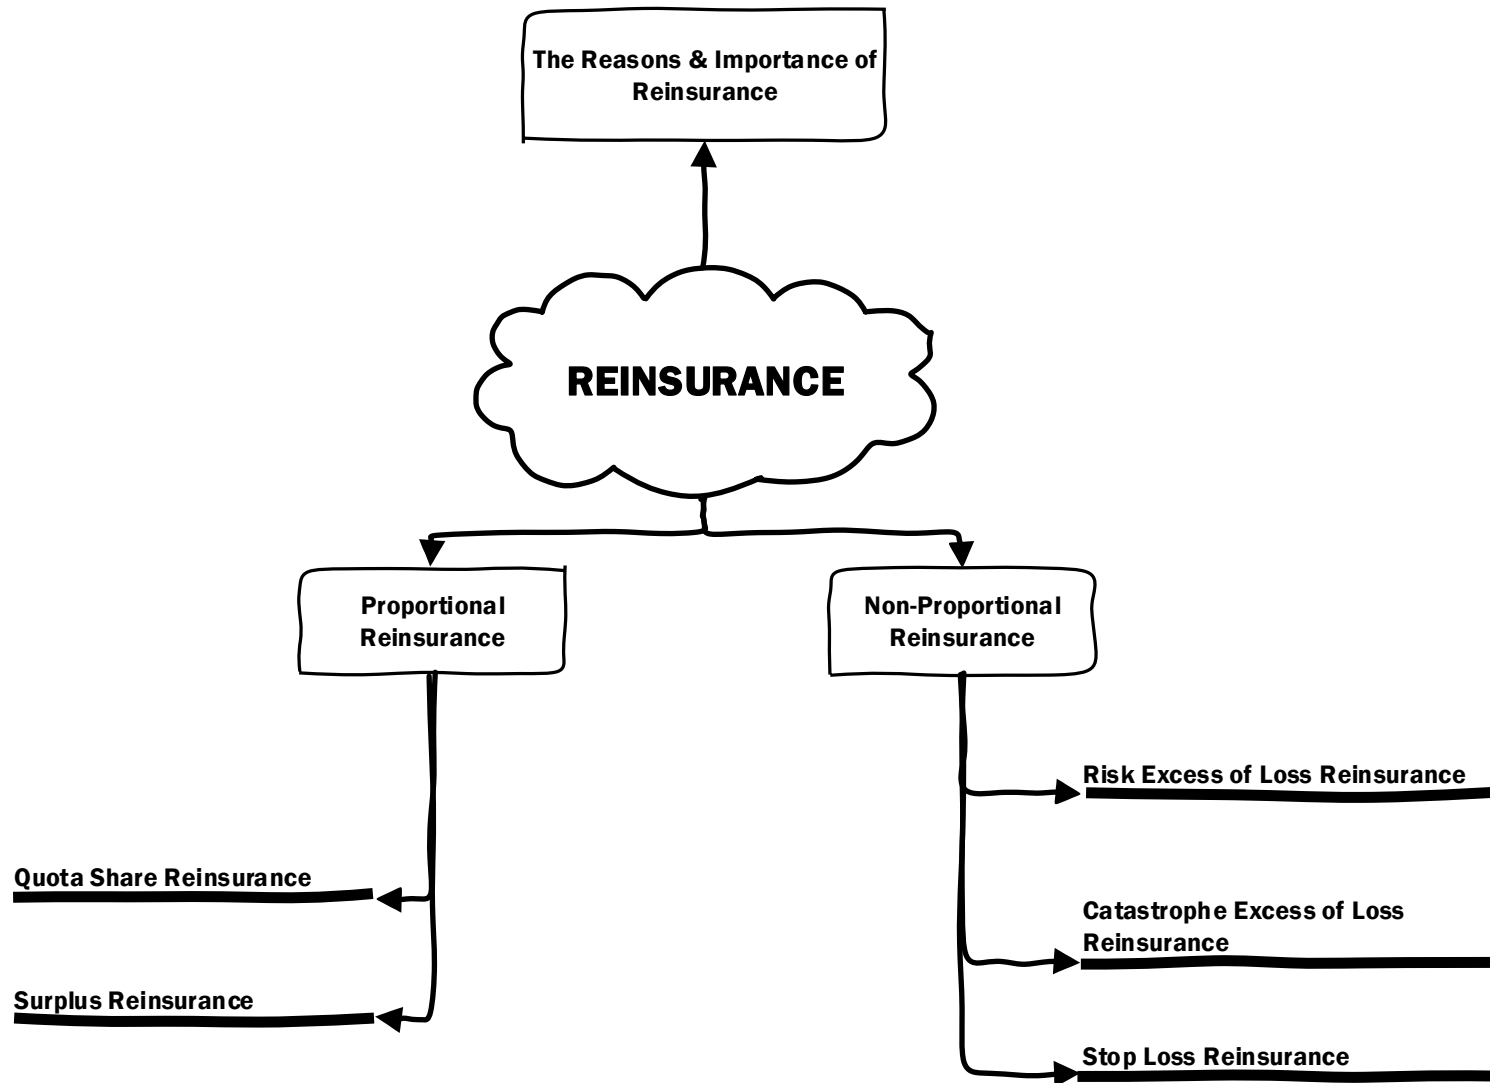 The Reasons & Importance of
Reinsurance
REINSURANCE
Proportional
Reinsurance
Non-Proportional
Reinsurance
Risk Excess of Loss Reinsurance
Quota Share Reinsurance
Catastrophe Excess of Loss
Reinsurance
Surplus Reinsurance
Stop Loss Reinsurance